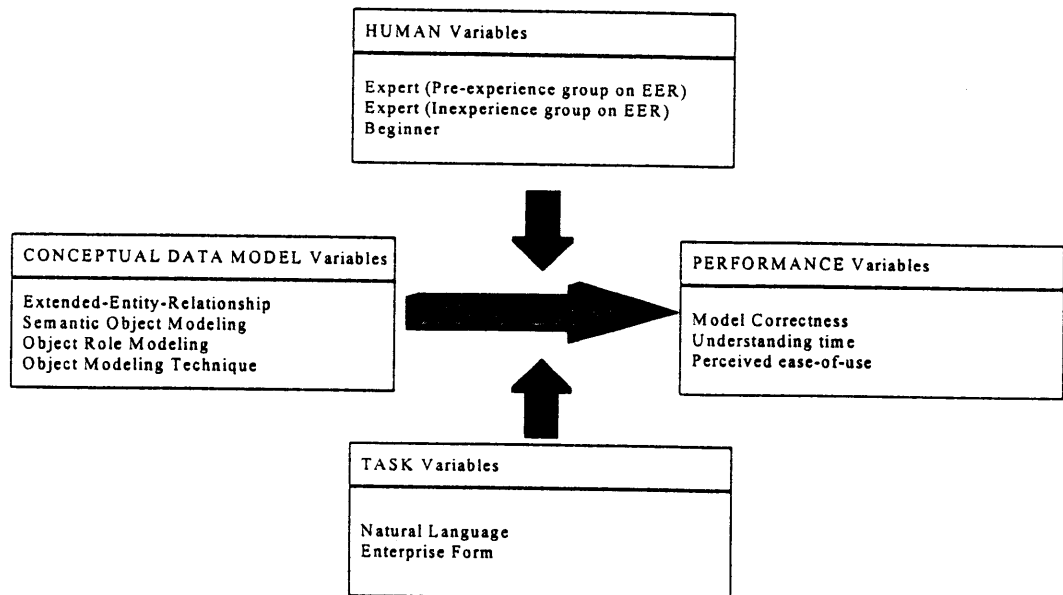 HUMAN Variables
Expert (Pre-experience group on EER)
Expert (Inexperience group on EER)
Beginner
CONCEPTUAL DATA MODEL Variables
Extended-Entity-Relationship
Semantic Object Modeling
Object Role Modeling
Object Modeling Technique
PERFORMANCE Variables
Model Correctness
Understanding time
Perceived ease-of-use
TASK Variables
Natural Language
Enterprise Form